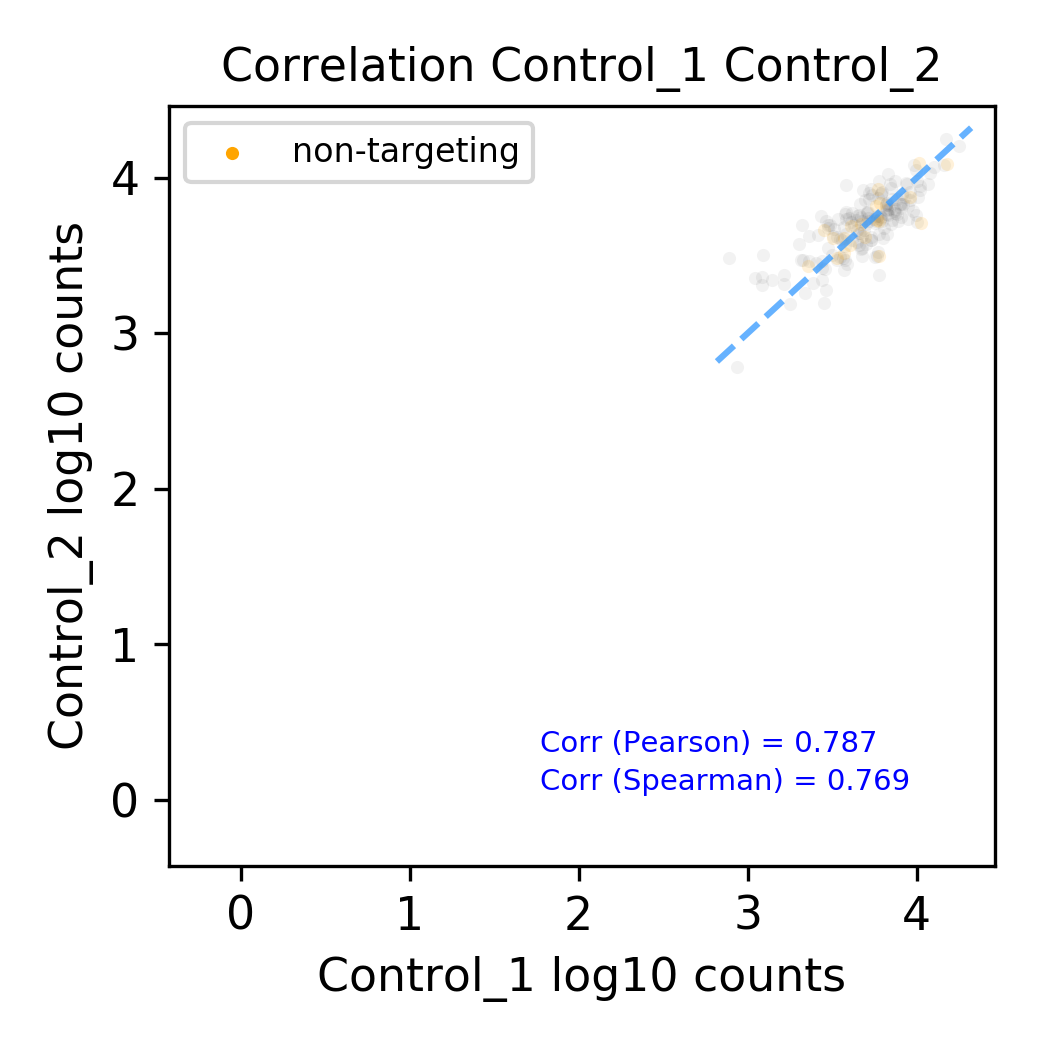 Correlation Control_1 Control_2
non-targeting
Control_2 log10 counts
4
3
2
1
0
Corr (Pearson) = 0.787
Corr (Spearman) = 0.769
0 1 2 3 4
Control_1 log10 counts